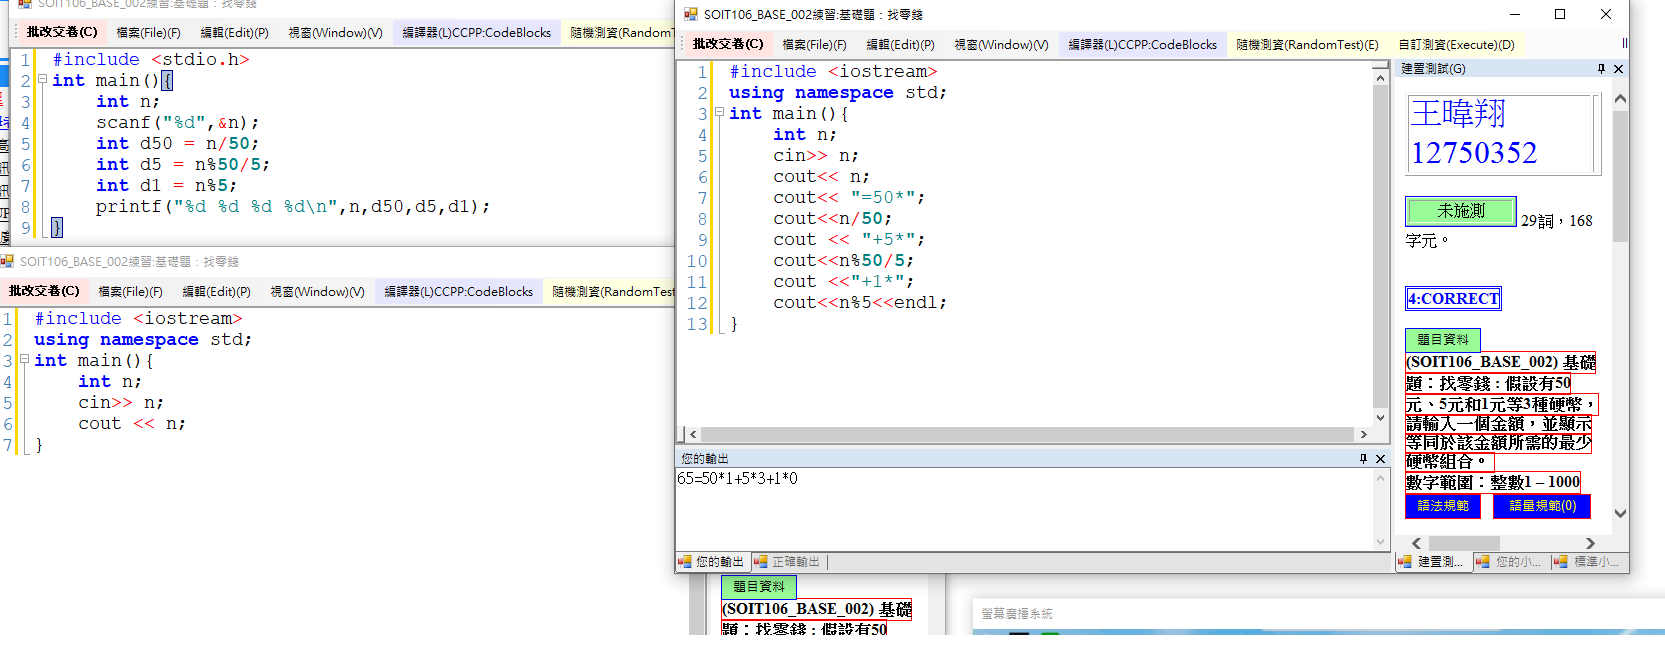 SOIT106_BASE_002練習:基礎題：找零錢
批改交卷(C) 檔案(File)(F) 編輯(Edit)(P) 視窗(Window)(V) 編譯器(L)CCPP:CodeBlocks 隨機測資(RandomT
1 #include <stdio.h>
2 int main(){
3 int n;
4 scanf("%d",&n);
5 int d50 = n/50;
6 int d5 = n%50/5;
7 int d1 = n%5;
8 printf("%d %d %d %d\n",n,d50,d5,d1);
9 }
SOIT106_BASE_002練習:基礎題：找零錢
批改交卷(C) 檔案(File)(F) 編輯(Edit)(P) 視窗(Window)(V) 編譯器(L)CCPP:CodeBlocks 隨機測資(RandomTest
1 #include <iostream>
2 using namespace std;
3 int main(){
4 int n;
5 cin>> n;
6 cout << n;
7 }
SOIT106_BASE_002練習:基礎題：找零錢
批改交卷(C) 檔案(File)(F) 編輯(Edit)(P) 視窗(Window)(V) 編譯器(L)CCPP:CodeBlocks 隨機測資(RandomTest)(E) 自訂測資(Execute)(D)
1 #include <iostream>
2 using namespace std;
3 int main(){
4 int n;
5 cin>> n;
6 cout<< n;
7 cout<< "=50*";
8 cout<<n/50;
9 cout << "+5*";
10 cout<<n%50/5;
11 cout <<"+1*";
12 cout<<n%5<<endl;
13 }
您的輸出
65=50*1+5*3+1*0
您的輸出 正確輸出
建置測試(G)
王暐翔
12750352
未施測 29詞，168
字元。
4:CORRECT
題目資料
(SOIT106_BASE_002) 基礎
題：找零錢 : 假設有50
元、5元和1元等3種硬幣，
請輸入一個金額，並顯示
等同於該金額所需的最少
硬幣組合。
數字範圍：整數1 – 1000
語法規範 語量規範(0)
建置測... 您的小... 標準小...
題目資料
(SOIT106_BASE_002) 基礎
題：找零錢 : 假設有50
螢幕廣播系統